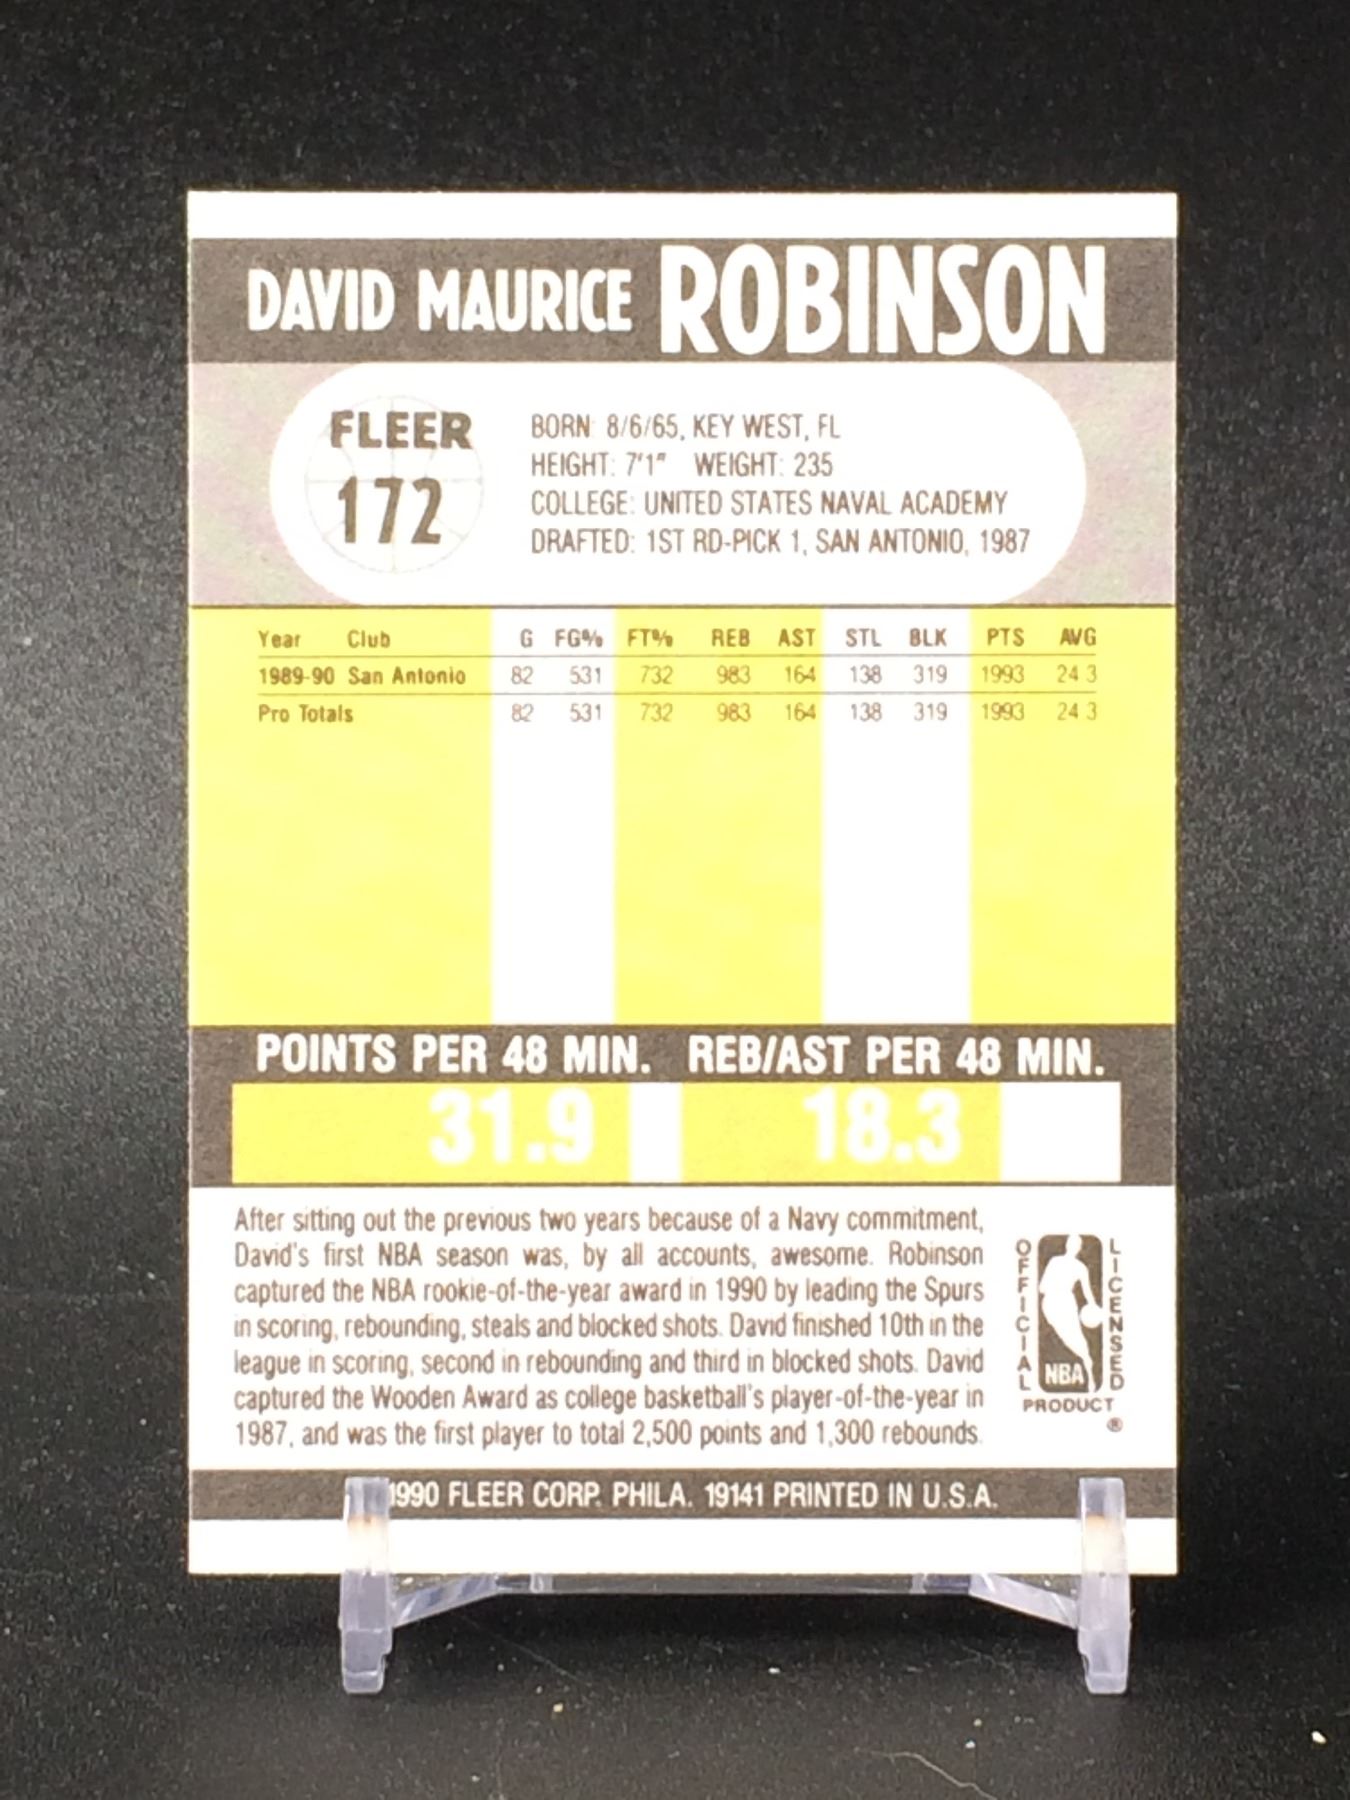 DAVID MAURICE ROBINSON
FLEER
172
BORN: 8/6/65, KEY WEST, FL
HEIGHT: 7'1" WEIGHT: 235
COLLEGE: UNITED STATES NAVAL ACADEMY
DRAFTED: 1ST RD-PICK 1, SAN ANTONIO, 1987
Year Club G FG% FT% REB AST STL BLK PTS AVG
1989-90 San Antonio 82 .531 .732 983 164 138 319 1993 24.3
Pro Totals 82 .531 .732 983 164 138 319 1993 24.3
POINTS PER 48 MIN. REB/AST PER 48 MIN.
31.9 18.3
After sitting out the previous two years because of a Navy commitment,
David's first NBA season was, by all accounts, awesome. Robinson
captured the NBA rookie-of-the-year award in 1990 by leading the Spurs
in scoring, rebounding, steals and blocked shots. David finished 10th in the
league in scoring, second in rebounding and third in blocked shots. David
captured the Wooden Award as college basketball's player-of-the-year in
1987, and was the first player to total 2,500 points and 1,300 rebounds.
OFFICIAL
LICENSED
NBA
PRODUCT
®
1990 FLEER CORP. PHILA. 19141 PRINTED IN U.S.A.